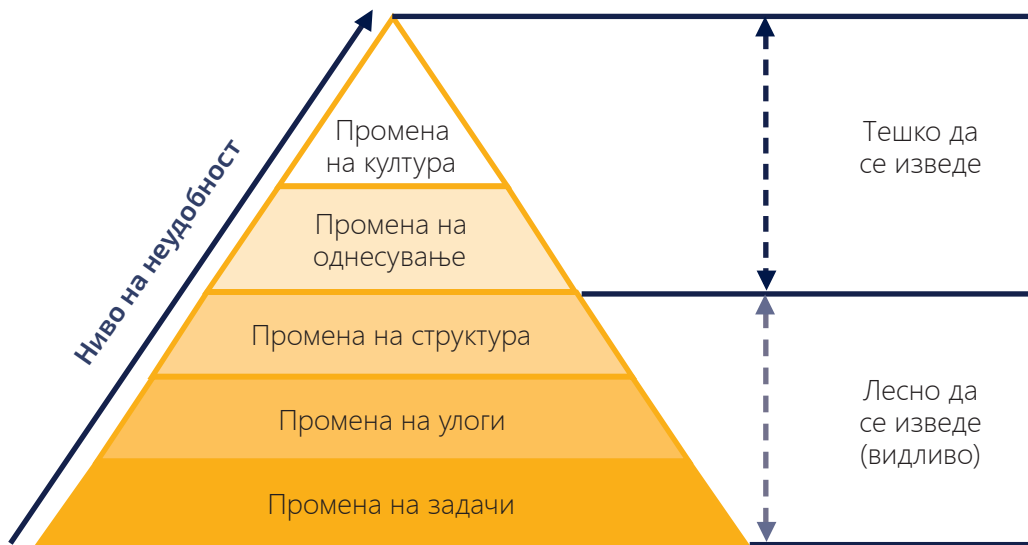 Ниво на неудобност
Промена
на култура
Промена на
однесување
Промена на структура
Промена на улоги
Промена на задачи
Тешко да
се изведе
Лесно да
се изведе
(видливо)